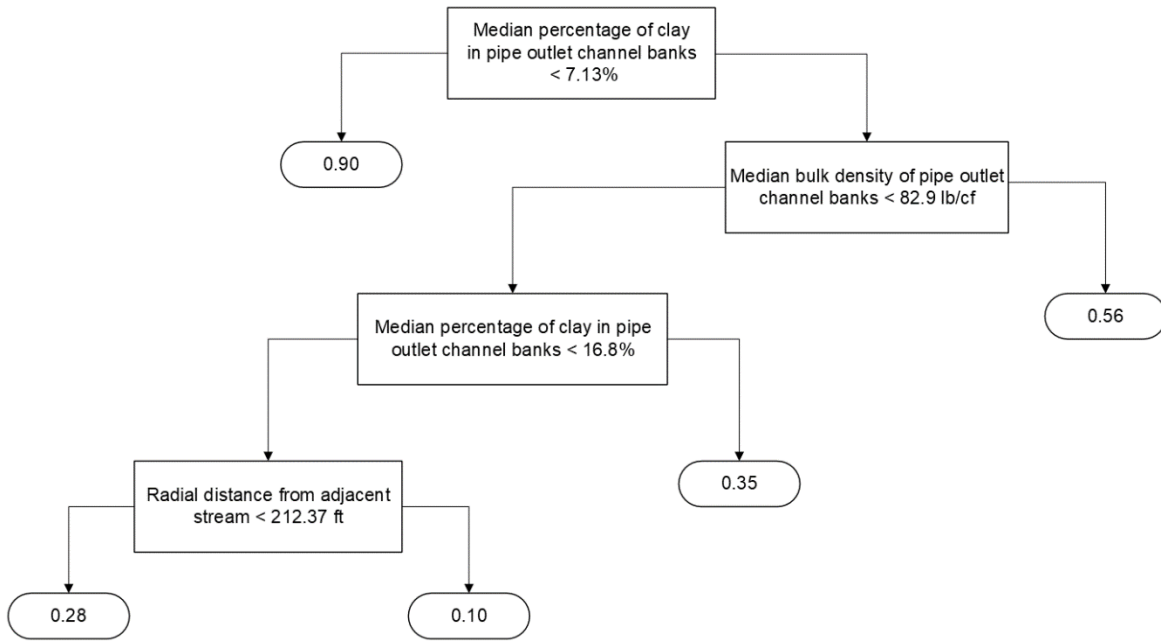 Median percentage of clay
in pipe outlet channel banks
< 7.13%
0.90
Median bulk density of pipe outlet
channel banks < 82.9 lb/cf
0.56
Median percentage of clay in pipe
outlet channel banks < 16.8%
0.35
Radial distance from adjacent
stream < 212.37 ft
0.28
0.10